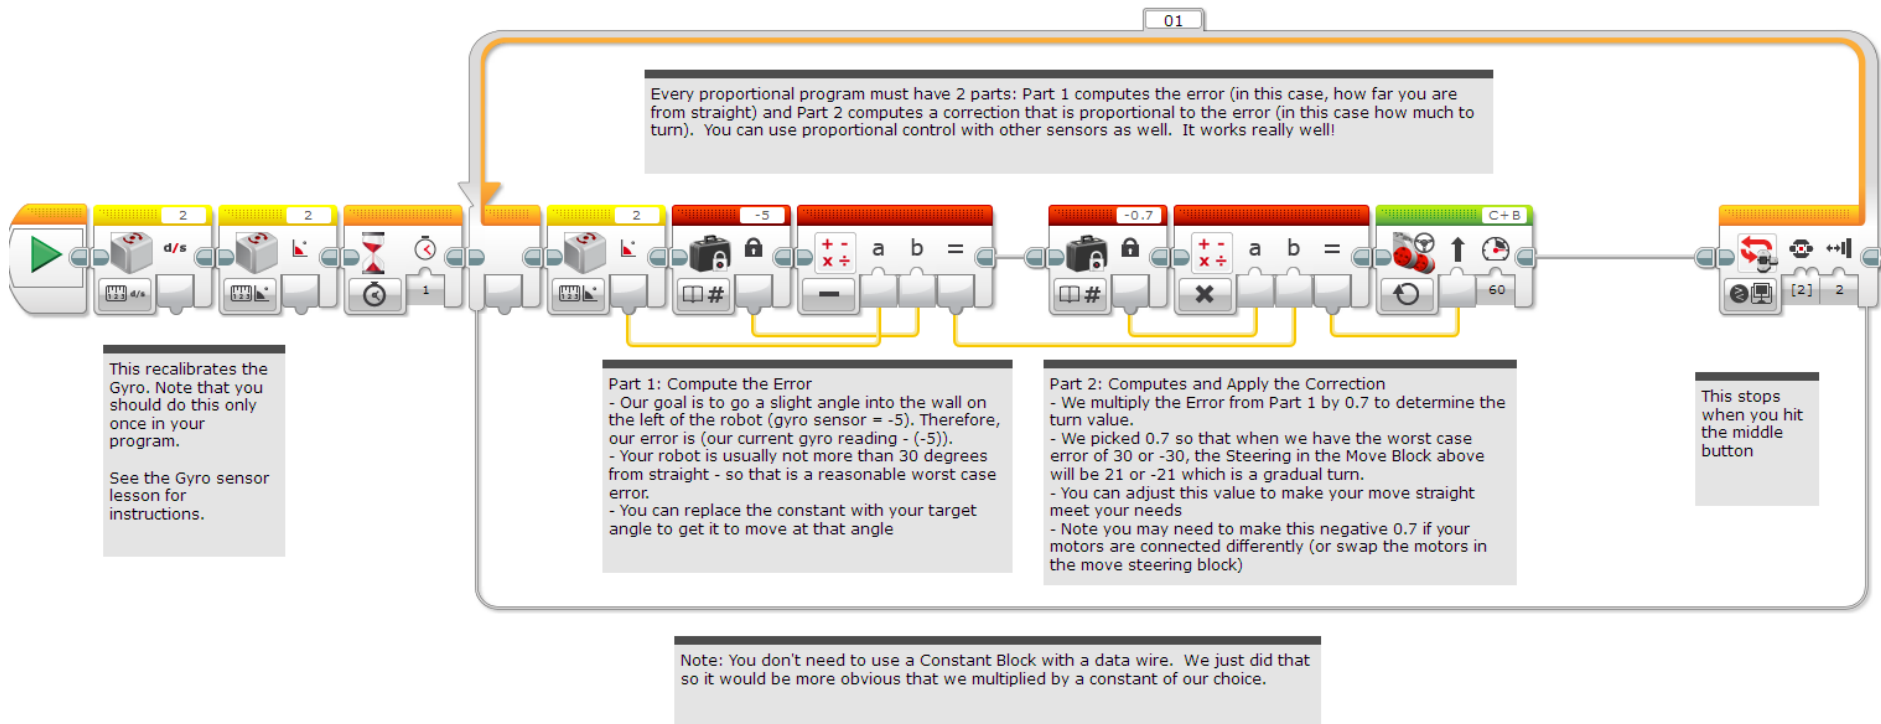 01
Every proportional program must have 2 parts: Part 1 computes the error (in this case, how far you are
from straight) and Part 2 computes a correction that is proportional to the error (in this case how much to
turn).  You can use proportional control with other sensors as well.  It works really well!
2
2
2
-5
-0.7
C+B
d/s
a
b
=
a
b
=
1 2 3 d/s
1 2 3
1
1 2 3
#
#
60
[2]
2
This recalibrates the
Gyro. Note that you
should do this only
once in your
program.
See the Gyro sensor
lesson for
instructions.
Part 1: Compute the Error
- Our goal is to go a slight angle into the wall on
the left of the robot (gyro sensor = -5). Therefore,
our error is (our current gyro reading - (-5)).
- Your robot is usually not more than 30 degrees
from straight - so that is a reasonable worst case
error.
- You can replace the constant with your target
angle to get it to move at that angle
Part 2: Computes and Apply the Correction
- We multiply the Error from Part 1 by 0.7 to determine the
turn value.
- We picked 0.7 so that when we have the worst case
error of 30 or -30, the Steering in the Move Block above
will be 21 or -21 which is a gradual turn.
- You can adjust this value to make your move straight
meet your needs
- Note you may need to make this negative 0.7 if your
motors are connected differently (or swap the motors in
the move steering block)
This stops
when you hit
the middle
button
Note: You don't need to use a Constant Block with a data wire.  We just did that
so it would be more obvious that we multiplied by a constant of our choice.